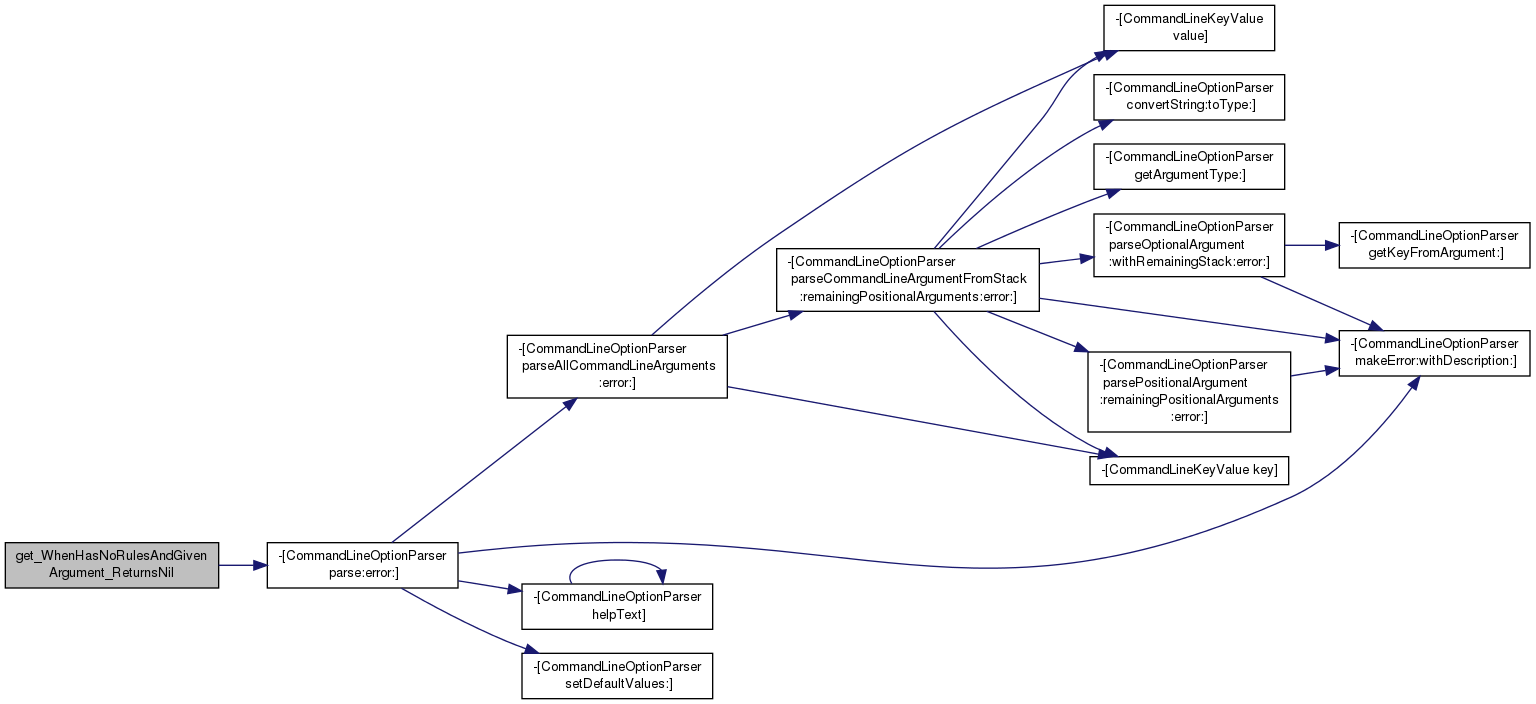 -[CommandLineKeyValue
value]
-[CommandLineOptionParser
convertString:toType:]
-[CommandLineOptionParser
getArgumentType:]
-[CommandLineOptionParser
parseOptionalArgument
:withRemainingStack:error:]
-[CommandLineOptionParser
getKeyFromArgument:]
-[CommandLineOptionParser
parseCommandLineArgumentFromStack
:remainingPositionalArguments:error:]
-[CommandLineOptionParser
makeError:withDescription:]
-[CommandLineOptionParser
parseAllCommandLineArguments
:error:]
-[CommandLineOptionParser
parsePositionalArgument
:remainingPositionalArguments
:error:]
-[CommandLineKeyValue key]
get_WhenHasNoRulesAndGiven
Argument_ReturnsNil
-[CommandLineOptionParser
parse:error:]
-[CommandLineOptionParser
helpText]
-[CommandLineOptionParser
setDefaultValues:]